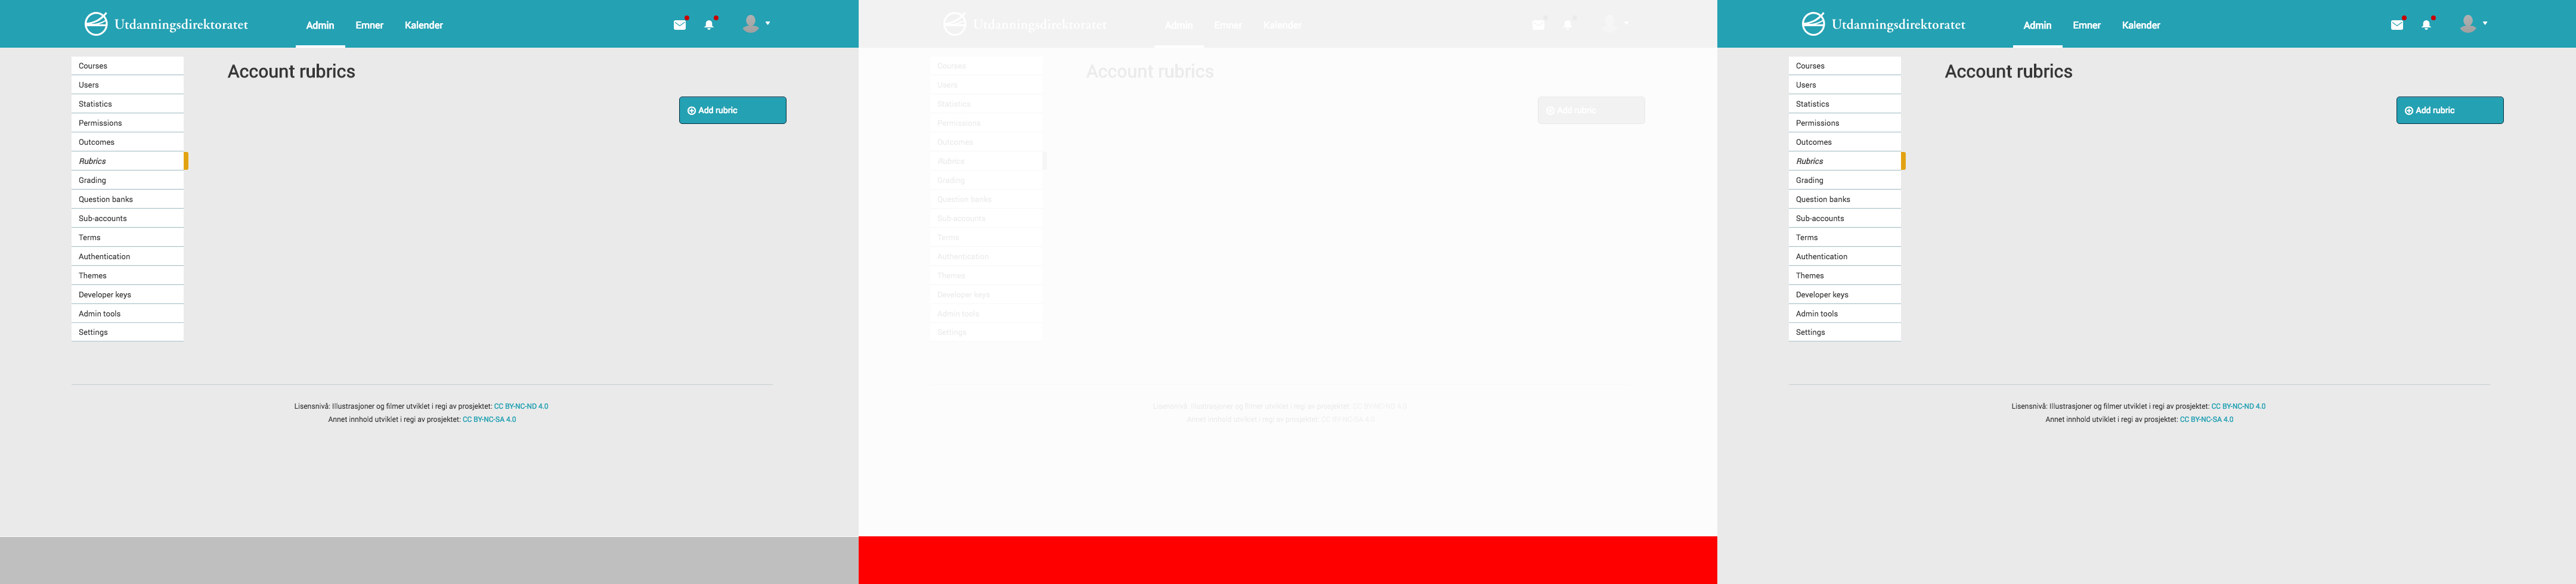 Utdanningsdirektoratet
Admin Emner Kalender
Courses
Users
Statistics
Permissions
Outcomes
Rubrics
Grading
Question banks
Sub-accounts
Terms
Authentication
Themes
Developer keys
Admin tools
Settings
Account rubrics
Add rubric
Lisensnivå: Illustrasjoner og filmer utviklet i regi av prosjektet: CC BY-NC-ND 4.0
Annet innhold utviklet i regi av prosjektet: CC BY-NC-SA 4.0
Utdanningsdirektoratet
Admin Emner Kalender
Courses
Users
Statistics
Permissions
Outcomes
Rubrics
Grading
Question banks
Sub-accounts
Terms
Authentication
Themes
Developer keys
Admin tools
Settings
Account rubrics
Add rubric
Lisensnivå: Illustrasjoner og filmer utviklet i regi av prosjektet: CC BY-NC-ND 4.0
Annet innhold utviklet i regi av prosjektet: CC BY-NC-SA 4.0
Utdanningsdirektoratet
Admin Emner Kalender
Courses
Users
Statistics
Permissions
Outcomes
Rubrics
Grading
Question banks
Sub-accounts
Terms
Authentication
Themes
Developer keys
Admin tools
Settings
Account rubrics
Add rubric
Lisensnivå: Illustrasjoner og filmer utviklet i regi av prosjektet: CC BY-NC-ND 4.0
Annet innhold utviklet i regi av prosjektet: CC BY-NC-SA 4.0